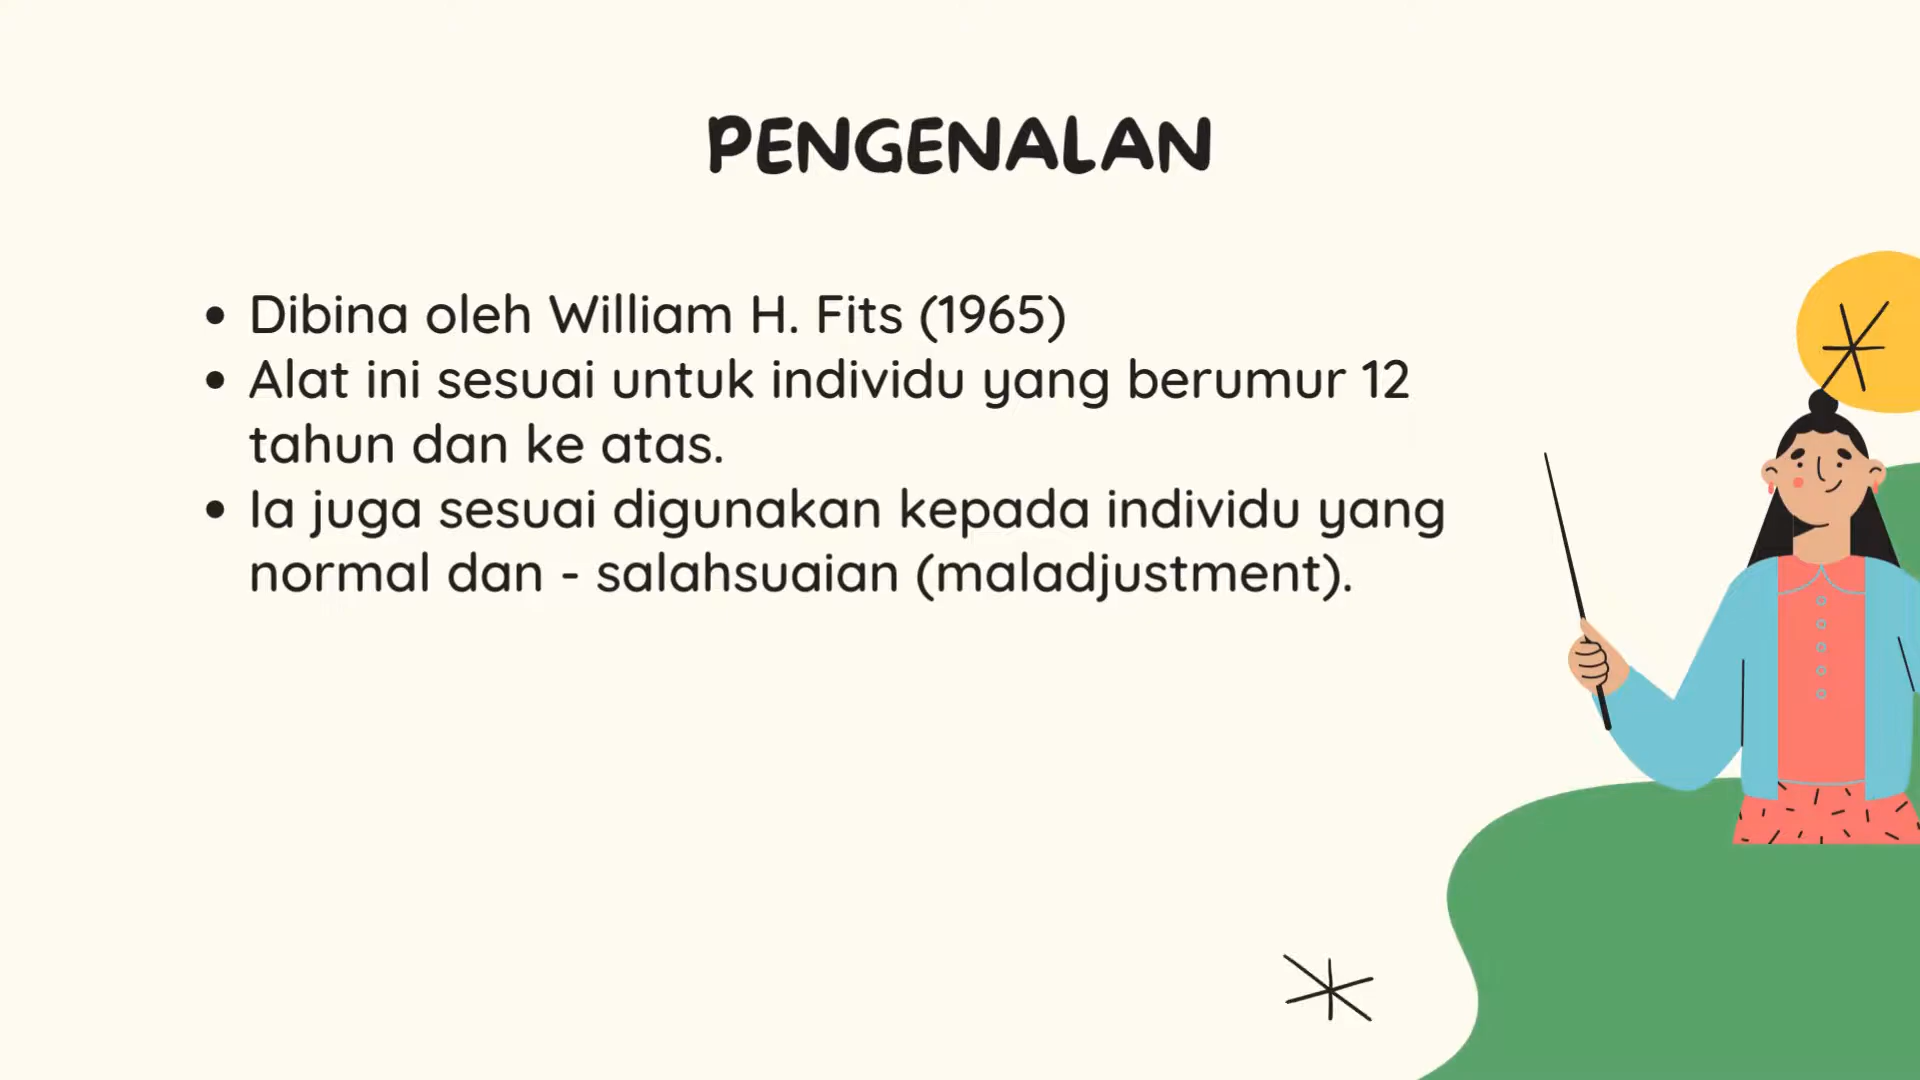 PENGENALAN
• Dibina oleh William H. Fits (1965)
• Alat ini sesuai untuk individu yang berumur 12
tahun dan ke atas.
• Ia juga sesuai digunakan kepada individu yang
normal dan - salahsuaian (maladjustment).